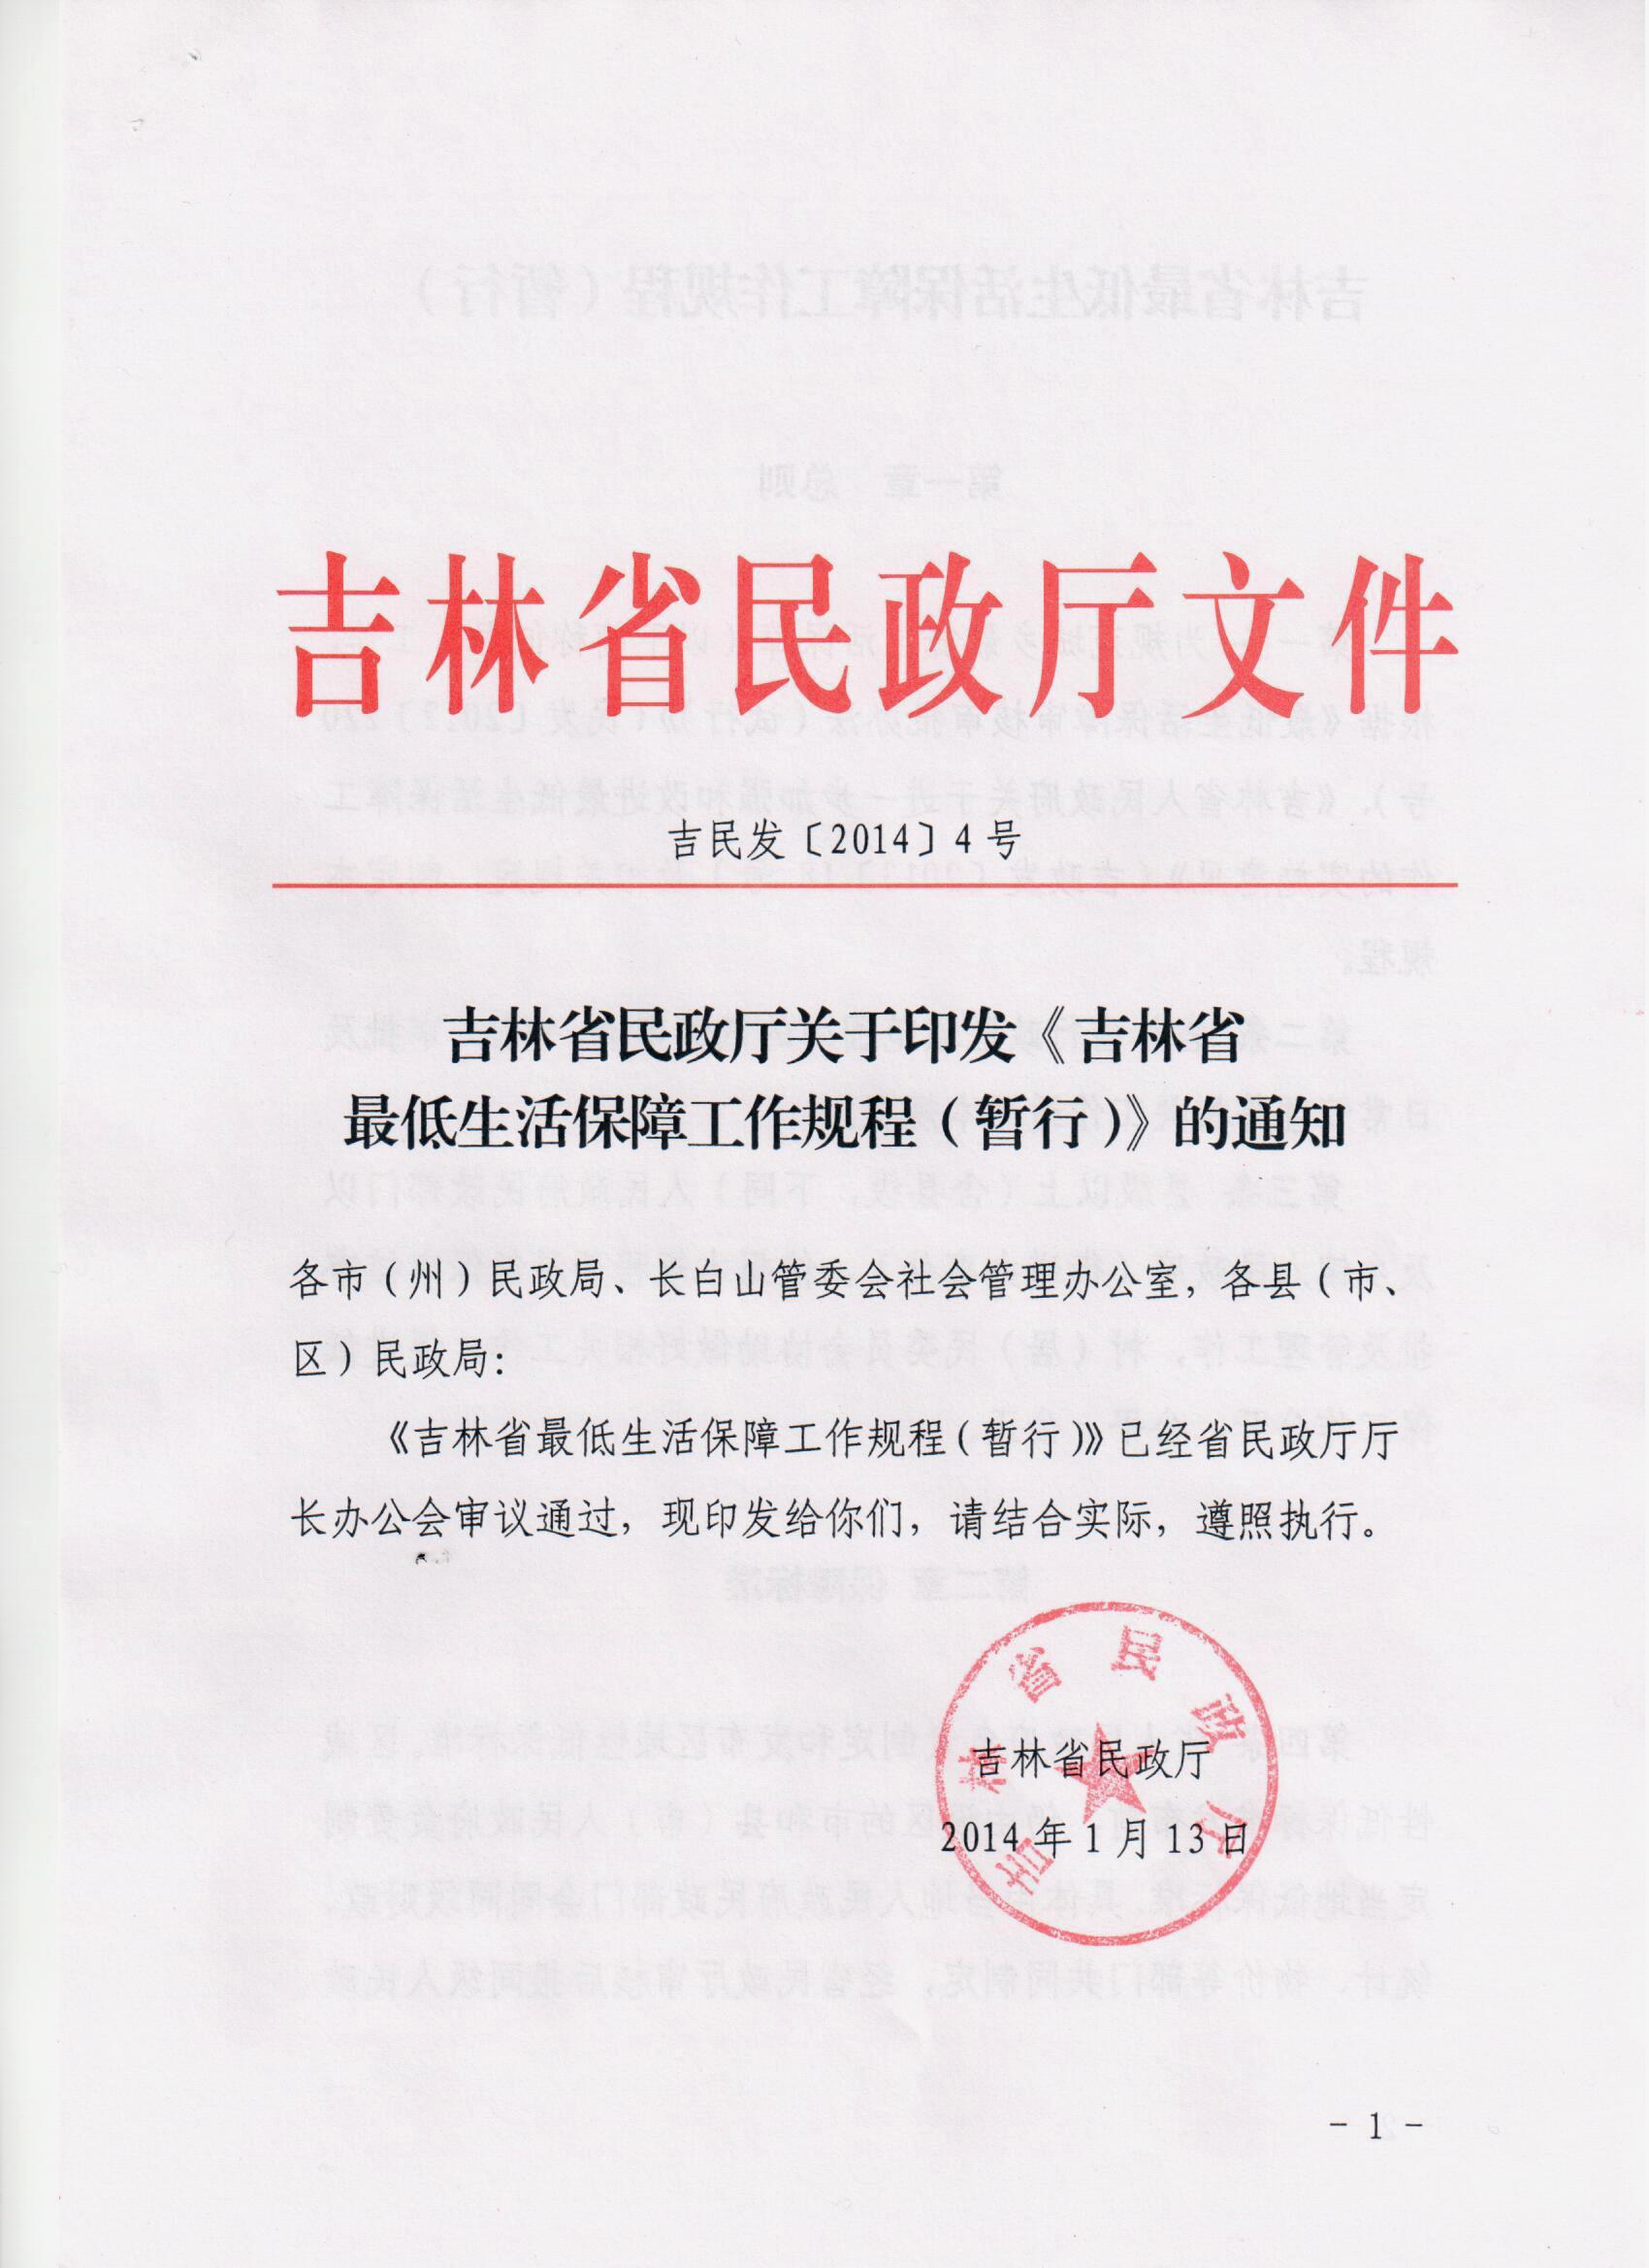 吉林省民政厅文件
吉民发〔2014〕4号
吉林省民政厅关于印发《吉林省
最低生活保障工作规程（暂行）》的通知
各市（州）民政局、长白山管委会社会管理办公室，各县（市、
区）民政局：
《吉林省最低生活保障工作规程（暂行）》已经省民政厅厅
长办公会审议通过，现印发给你们，请结合实际，遵照执行。
吉林省民政厅
吉林省民政厅
2014年1月13日
- 1 -